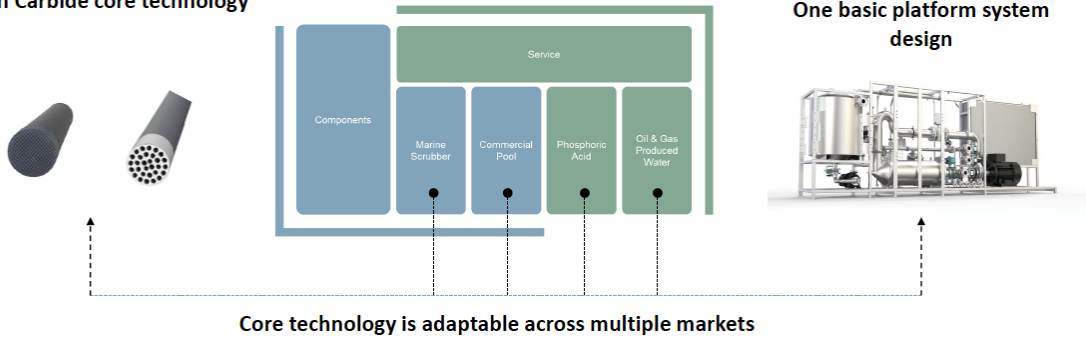 Carbide core technology
One basic platform system
design
Service
Components
Marine
Scrubber
Commercial
Pool
Phosphoric
Acid
Oil & Gas
Produced
Water
Core technology is adaptable across multiple markets